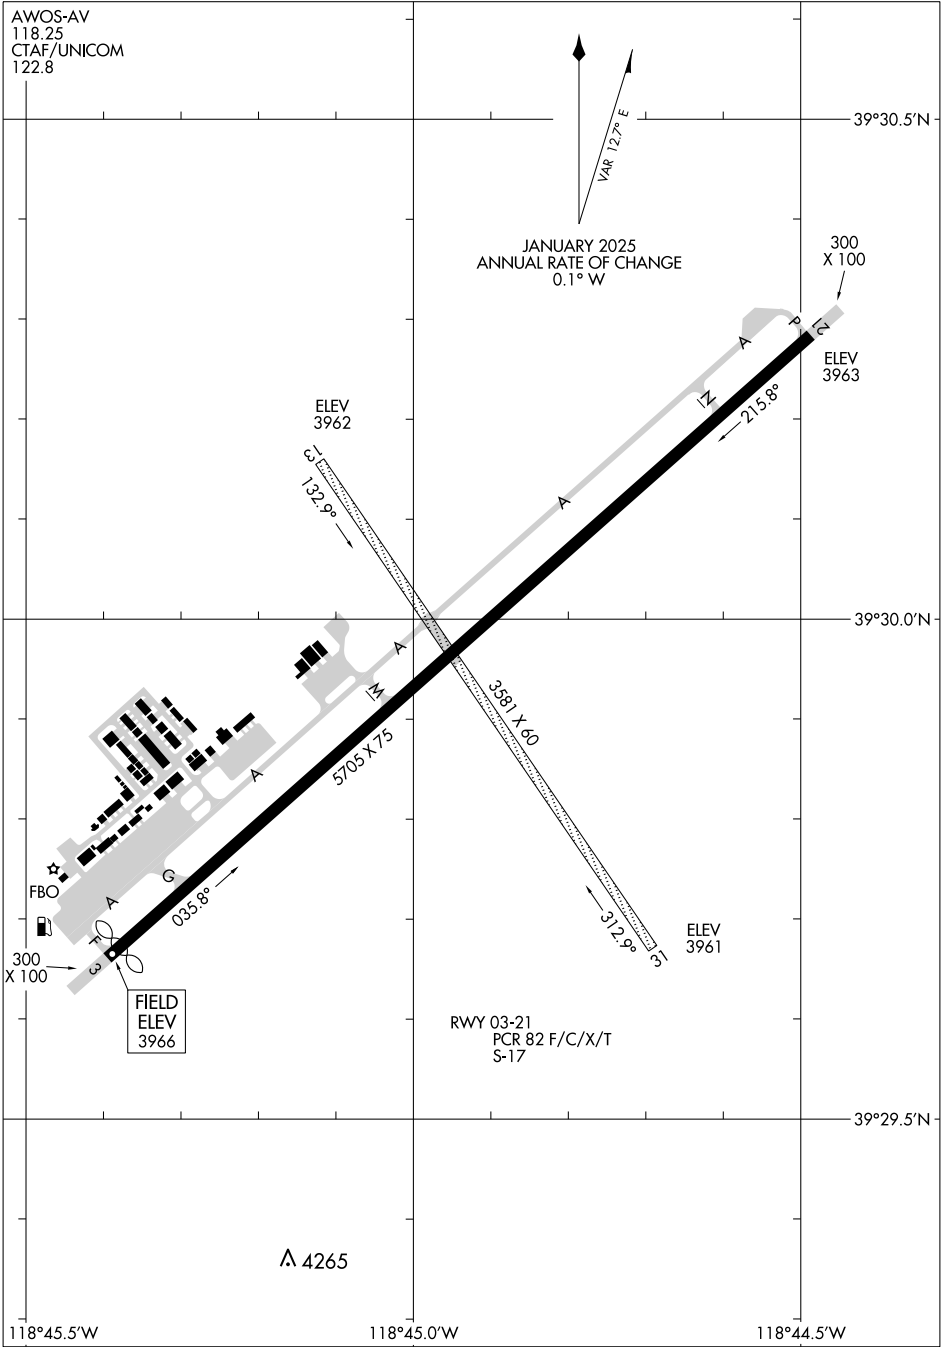 AWOS-AV
118.25
CTAF/UNICOM
122.8
VAR 12.7° E
39°30.5'N
JANUARY 2025
ANNUAL RATE OF CHANGE
0.1° W
300
X 100
P
21
A
ELEV
3963
N
215.8°
ELEV
3962
13
132.9°
A
39°30.0'N
A
M
3581 X 60
5705 X 75
A
G
A
035.8°
FBO
F
3
300
X 100
FIELD
ELEV
3966
312.9°
31
ELEV
3961
RWY 03-21
PCR 82 F/C/X/T
S-17
39°29.5'N
4265
118°45.5'W
118°45.0'W
118°44.5'W